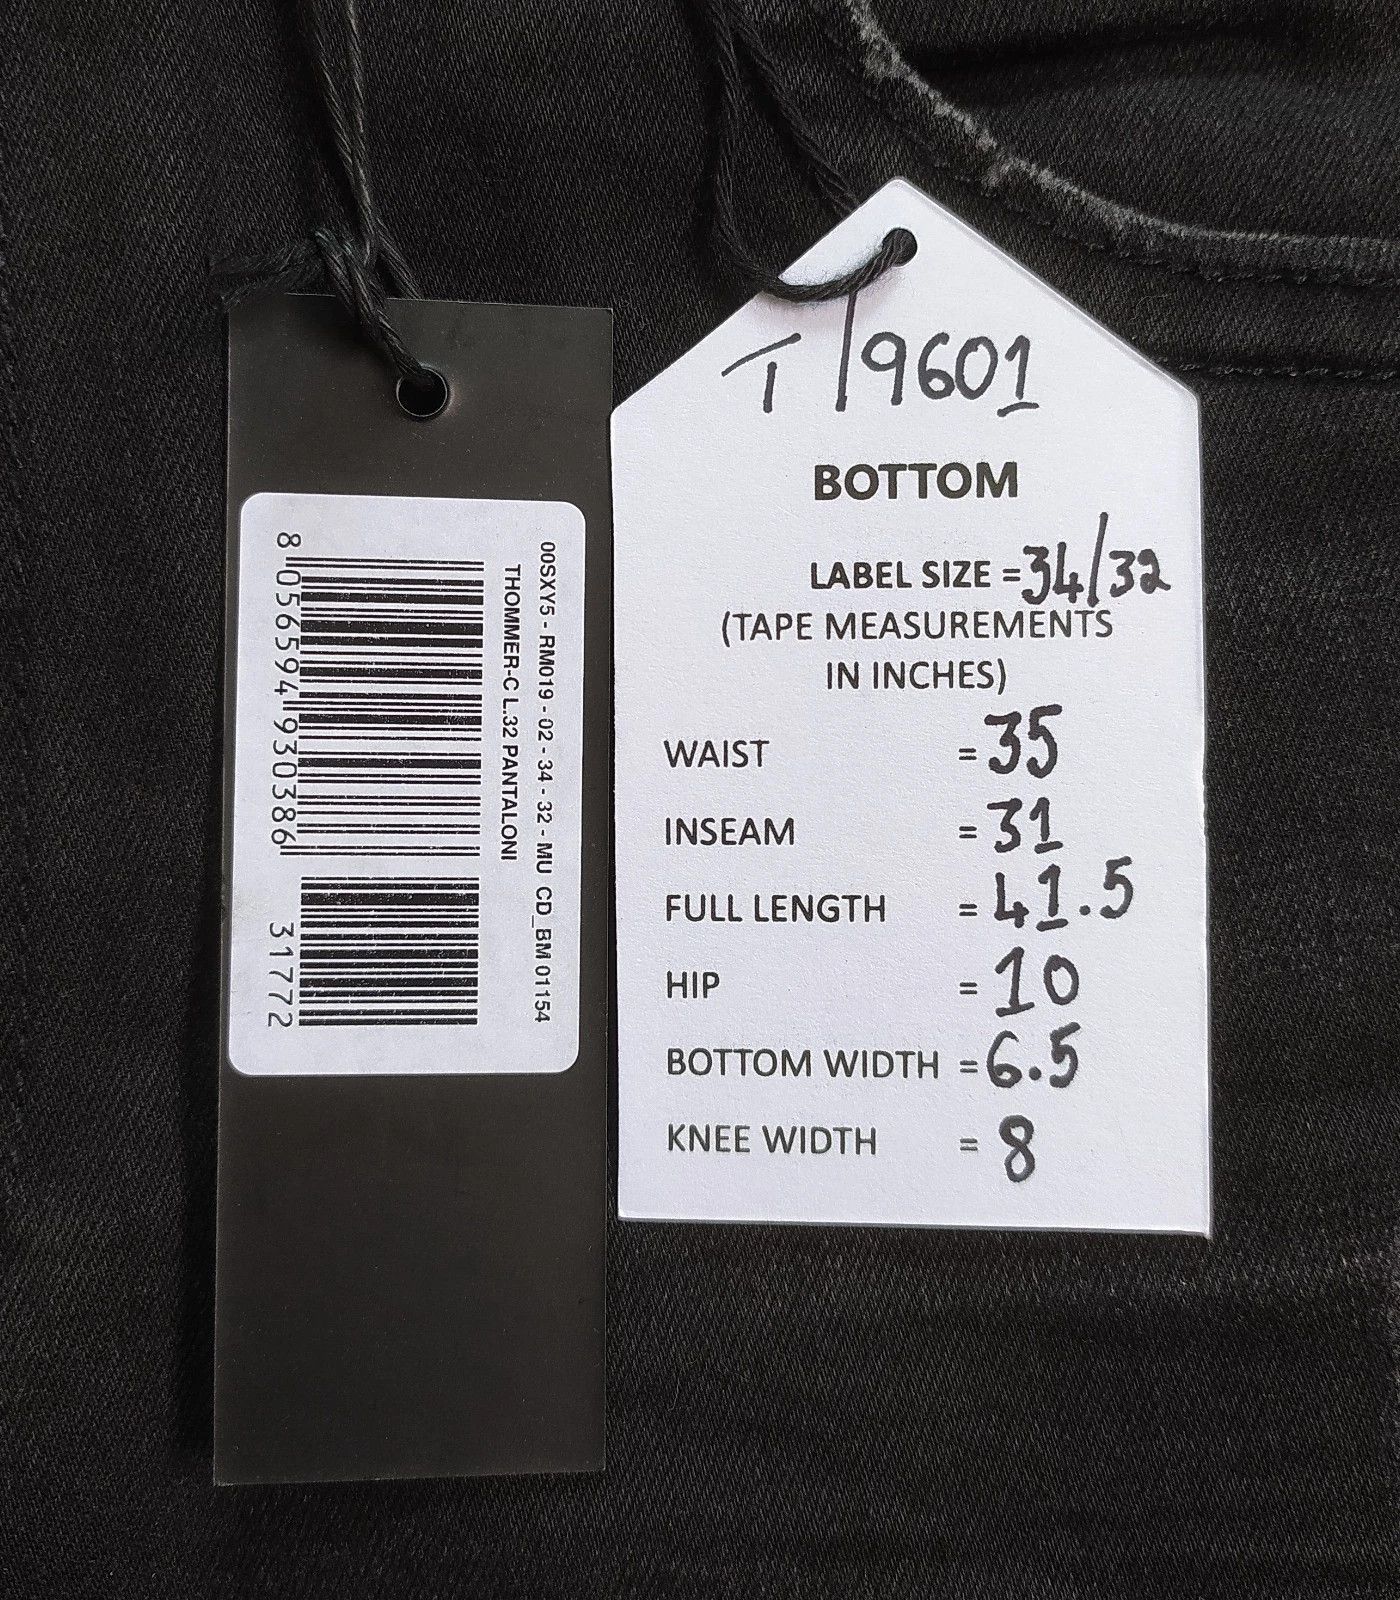 00SXY5 - RM019 - 02 - 34 - 32 - MU CD_BM 01154
THOMMER-C L.32 PANTALONI
8 056594 930386
31772
T/9601
BOTTOM
LABEL SIZE =34/32
(TAPE MEASUREMENTS
IN INCHES)
WAIST = 35
INSEAM = 31
FULL LENGTH = 41.5
HIP = 10
BOTTOM WIDTH = 6.5
KNEE WIDTH = 8